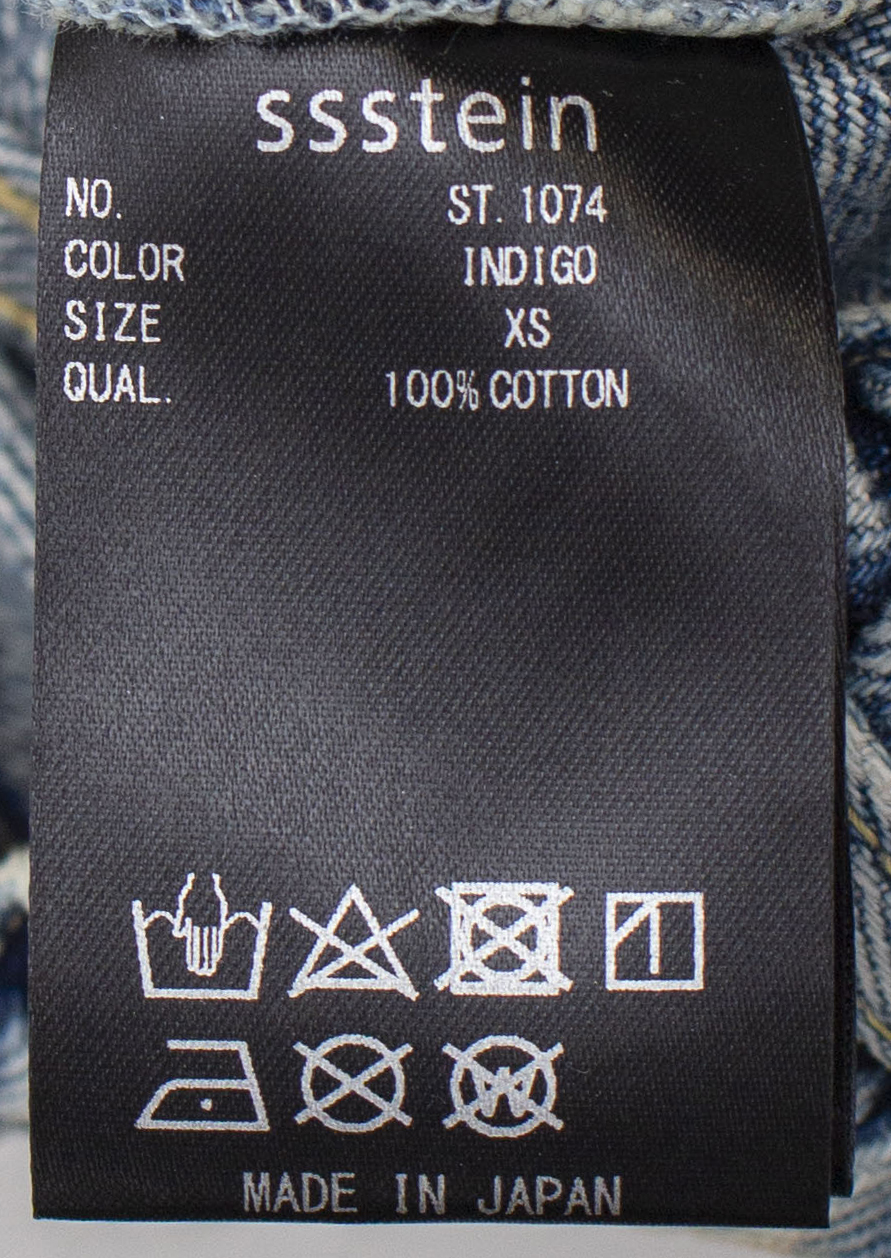 ssstein
NO. ST. 1074
COLOR INDIGO
SIZE XS
QUAL. 100% COTTON
W
MADE IN JAPAN